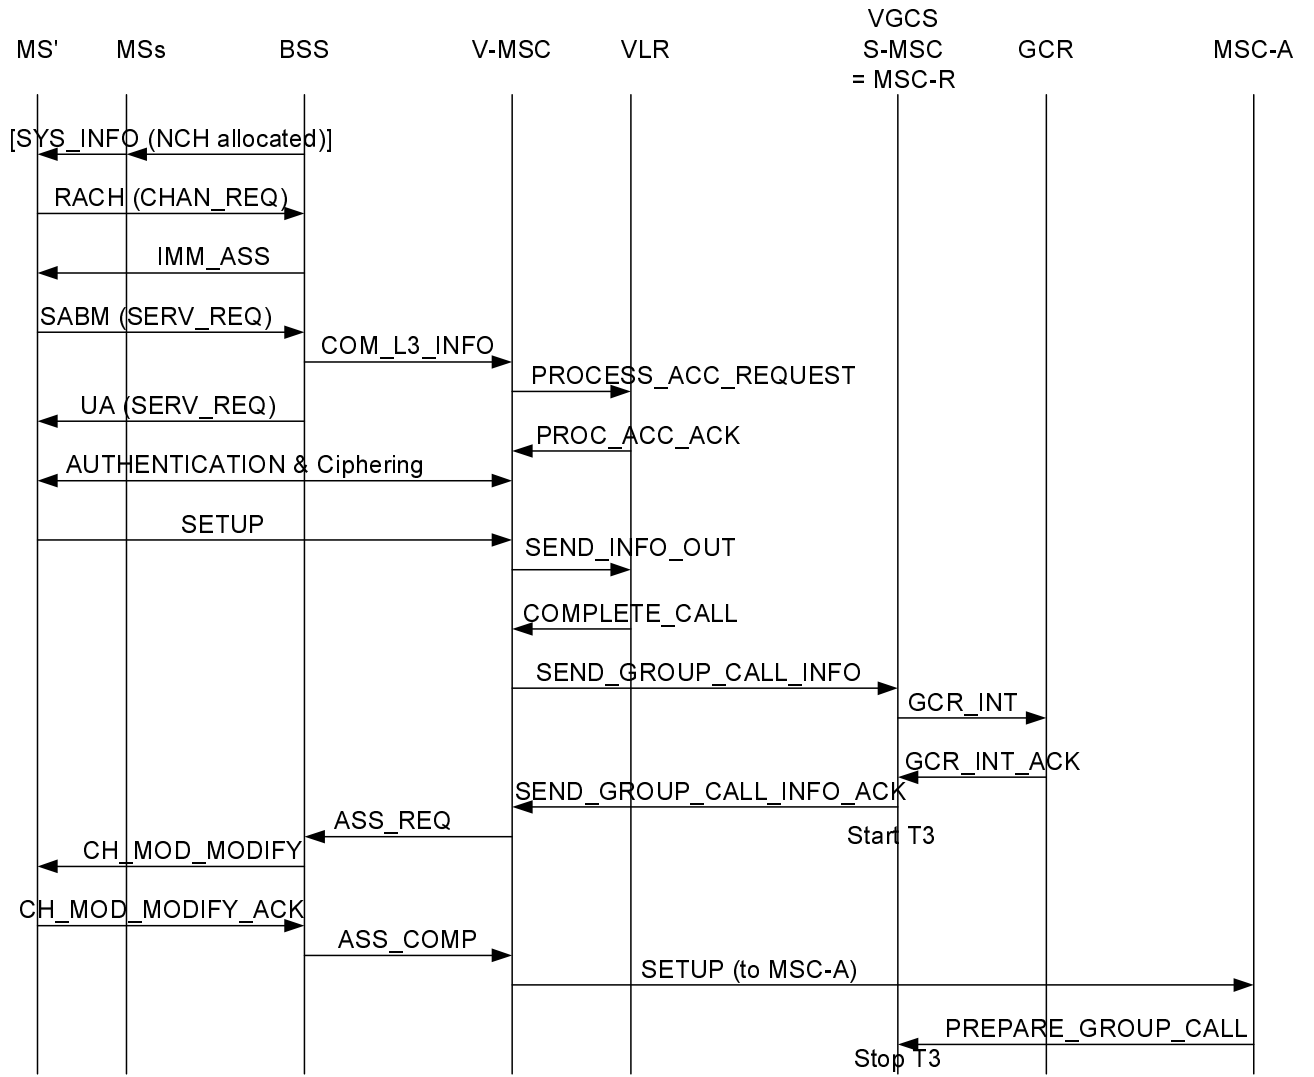 VGCS
MS' MSs BSS V-MSC VLR S-MSC GCR MSC-A
= MSC-R
[SYS_INFO (NCH allocated)]
RACH (CHAN_REQ)
IMM_ASS
SABM (SERV_REQ)
COM_L3_INFO
PROCESS_ACC_REQUEST
UA (SERV_REQ)
PROC_ACC_ACK
AUTHENTICATION & Ciphering
SETUP
SEND_INFO_OUT
COMPLETE_CALL
SEND_GROUP_CALL_INFO
GCR_INT
GCR_INT_ACK
SEND_GROUP_CALL_INFO_ACK
ASS_REQ
Start T3
CH_MOD_MODIFY
CH_MOD_MODIFY_ACK
ASS_COMP
SETUP (to MSC-A)
PREPARE_GROUP_CALL
Stop T3